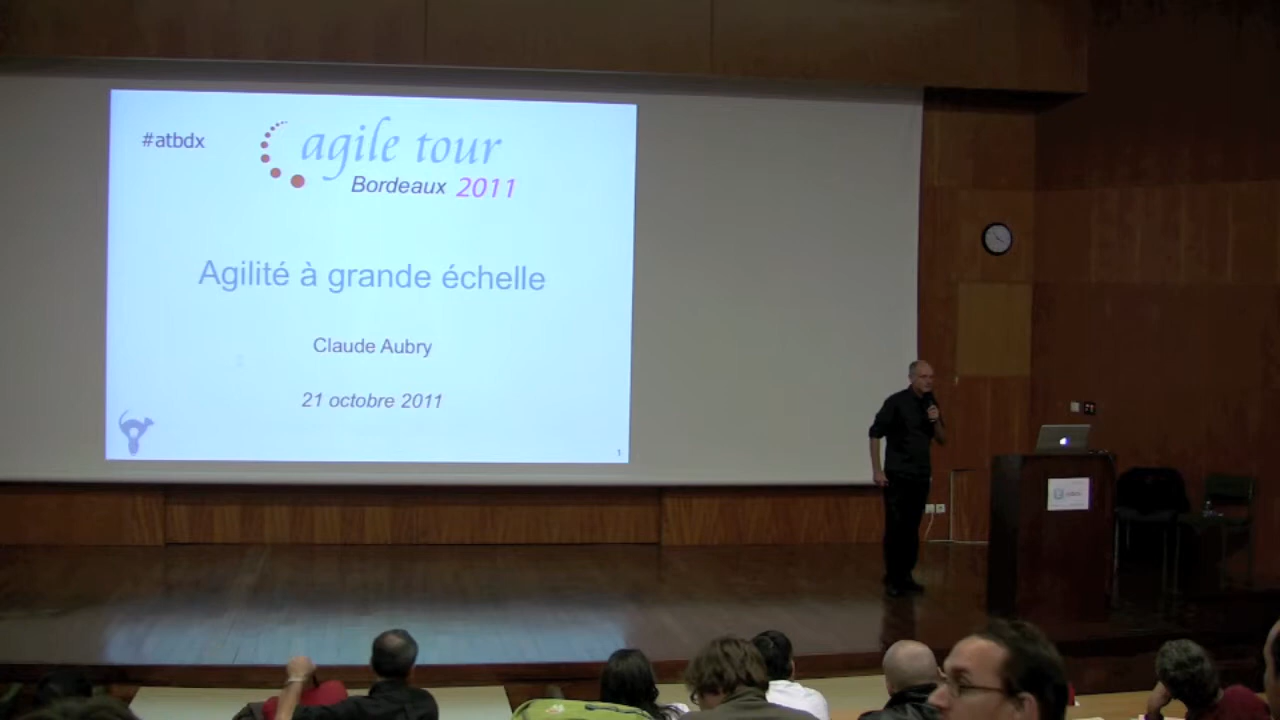 #atbdx
agile tour
Bordeaux 2011
Agilité à grande échelle
Claude Aubry
21 octobre 2011
1